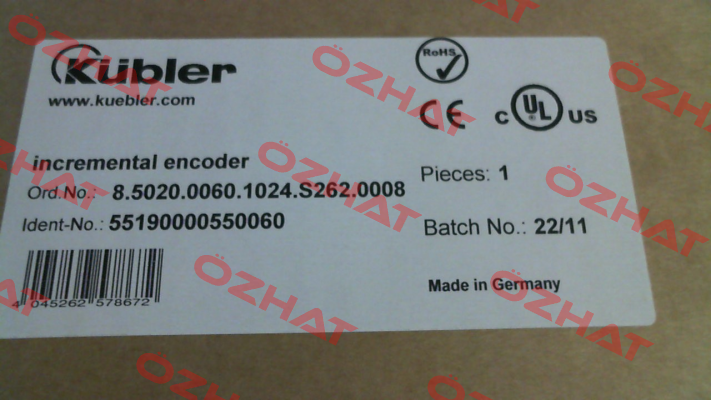 Kübler
www.kuebler.com
RoHS
CE
c UL US
incremental encoder
Ord.No.: 8.5020.0060.1024.S262.0008
Ident-No.: 55190000550060
Pieces: 1
Batch No.: 22/11
Made in Germany
4 045262 578672
ÖZHAT
ÖZHAT
ÖZHAT
ÖZHAT
ÖZHAT
ÖZHAT
ÖZHAT
ÖZHAT